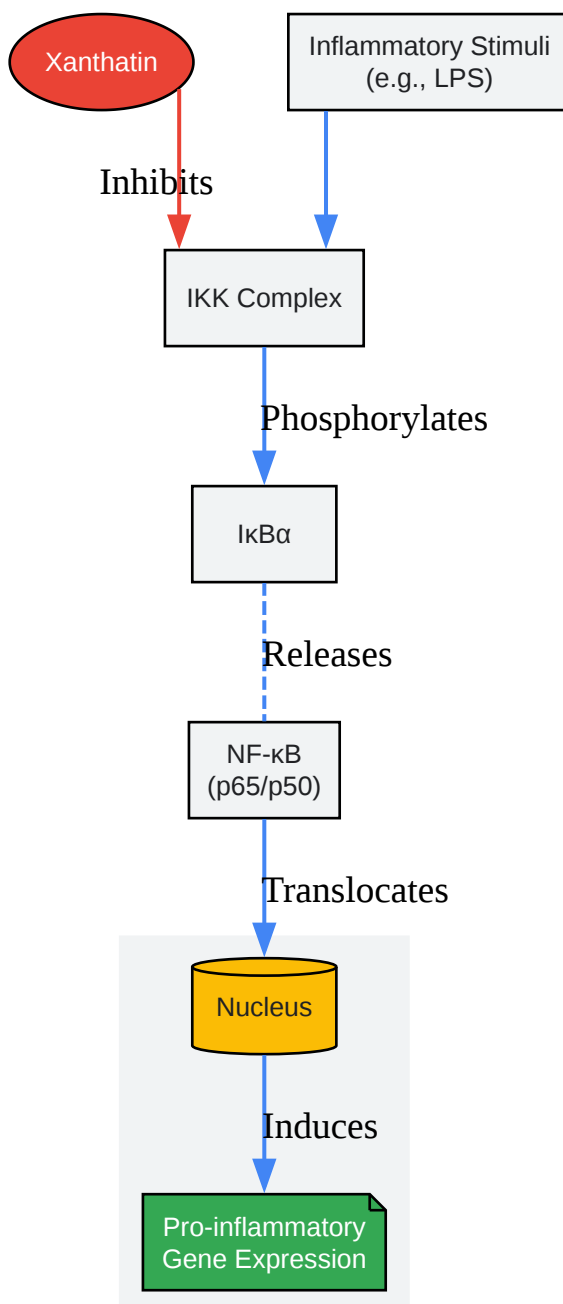 Xanthatin
Inflammatory Stimuli
(e.g., LPS)
Inhibits
IKK Complex
Phosphorylates
IκBα
Releases
NF-κB
(p65/p50)
Translocates
Nucleus
Induces
Pro-inflammatory
Gene Expression